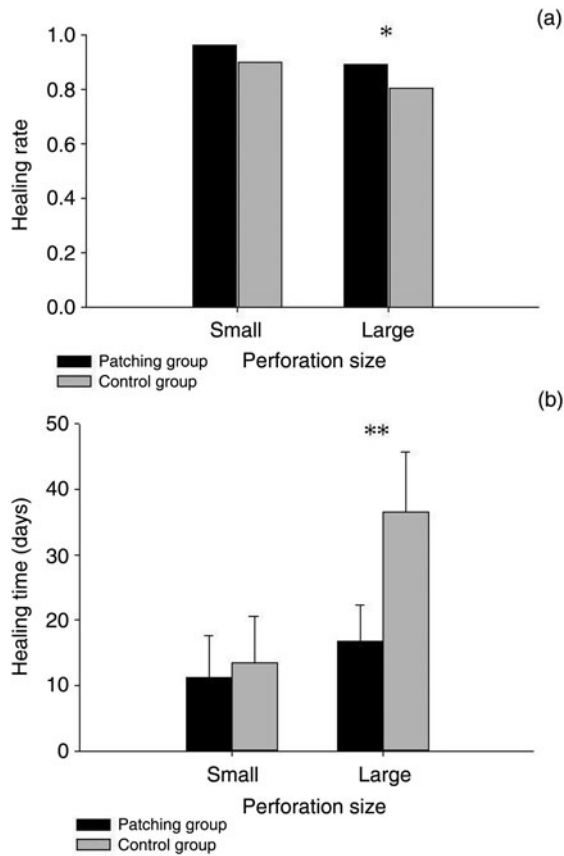 (a)
*
1.0
0.8
0.6
0.4
0.2
0.0
Healing rate
Small Large
Perforation size
Patching group
Control group
(b)
**
50
40
30
20
10
0
Healing time (days)
Small Large
Perforation size
Patching group
Control group